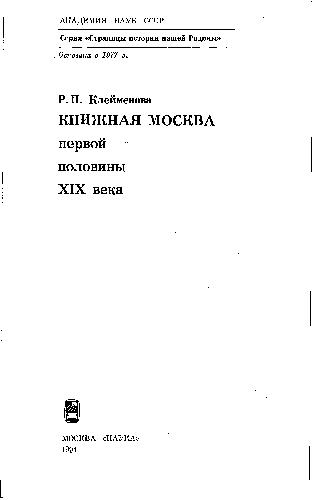 АКАДЕМИЯ НАУК СССР
Серия «Страницы истории нашей Родины»
Основана в 1977 г.
Р. Н. Клейменова
КНИЖНАЯ МОСКВА
первой
половины
XIX века
МОСКВА «НАУКА»
1991